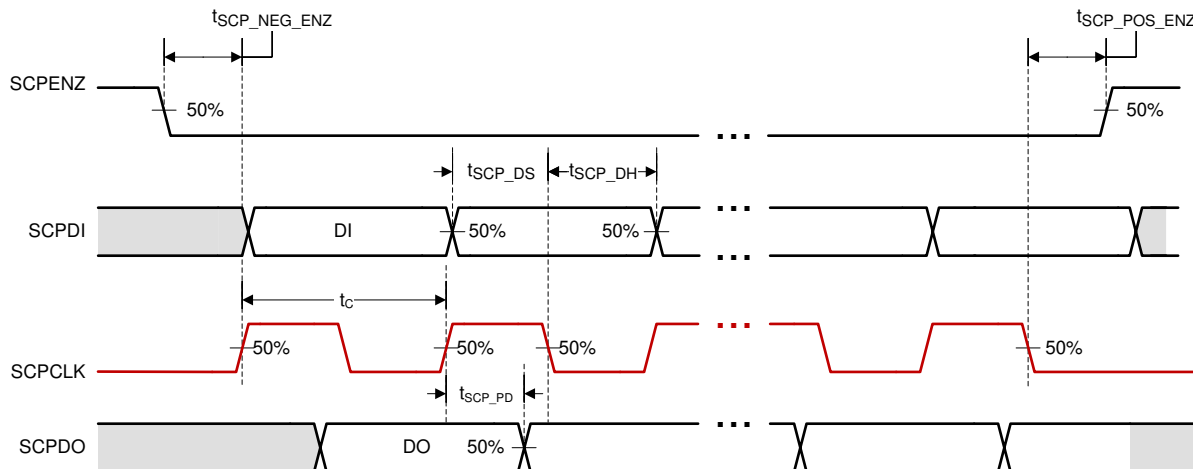 tSCP_NEG_ENZ
tSCP_POS_ENZ
SCPENZ
50%
50%
...
tSCP_DS
tSCP_DH
SCPDI
DI
50%
50%
...
...
tC
...
50%
50%
50%
50%
SCPCLK
tSCP_PD
...
SCPDO
DO
50%
...